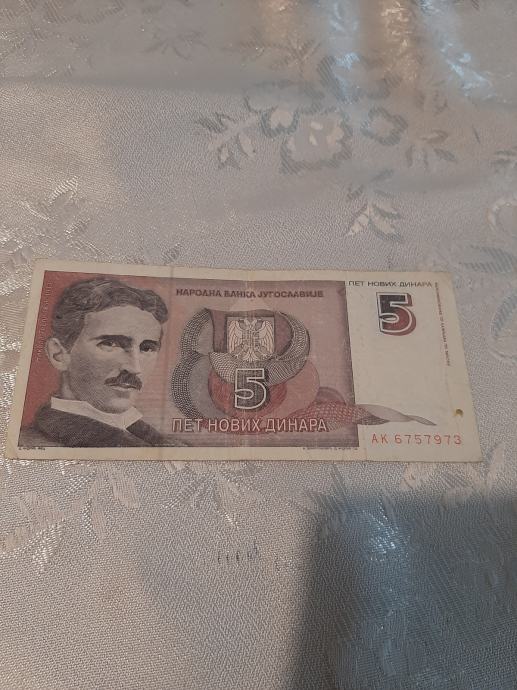 НАРОДНА БАНКА ЈУГОСЛАВИЈЕ
ПЕТ НОВИХ ДИНАРА
5
5
ПЕТ НОВИХ ДИНАРА
АК 6757973